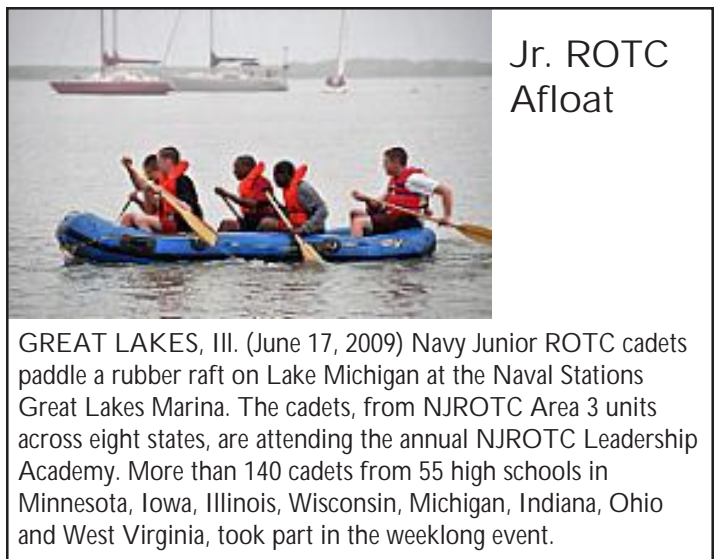 Jr. ROTC
Afloat
GREAT LAKES, Ill. (June 17, 2009) Navy Junior ROTC cadets
paddle a rubber raft on Lake Michigan at the Naval Stations
Great Lakes Marina. The cadets, from NJROTC Area 3 units
across eight states, are attending the annual NJROTC Leadership
Academy. More than 140 cadets from 55 high schools in
Minnesota, Iowa, Illinois, Wisconsin, Michigan, Indiana, Ohio
and West Virginia, took part in the weeklong event.